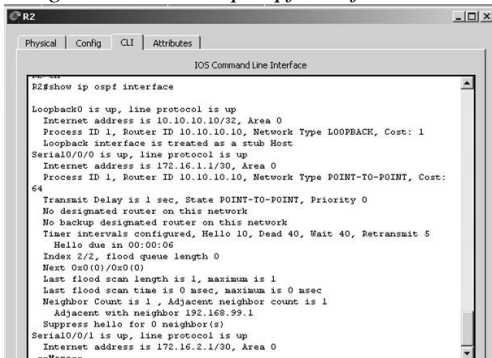 R2
Physical Config CLI Attributes
IOS Command Line Interface
R2#show ip ospf interface
Loopback0 is up, line protocol is up
Internet address is 10.10.10.10/32, Area 0
Process ID 1, Router ID 10.10.10.10, Network Type LOOPBACK, Cost: 1
Loopback interface is treated as a stub Host
Serial0/0/0 is up, line protocol is up
Internet address is 172.16.1.1/30, Area 0
Process ID 1, Router ID 10.10.10.10, Network Type POINT-TO-POINT, Cost:
64
Transmit Delay is 1 sec, State POINT-TO-POINT, Priority 0
No designated router on this network
No backup designated router on this network
Timer intervals configured, Hello 10, Dead 40, Wait 40, Retransmit 5
Hello due in 00:00:06
Index 2/2, flood queue length 0
Next 0x0(0)/0x0(0)
Last flood scan length is 1, maximum is 1
Last flood scan time is 0 msec, maximum is 0 msec
Neighbor Count is 1 , Adjacent neighbor count is 1
Adjacent with neighbor 192.168.99.1
Suppress hello for 0 neighbor(s)
Serial0/0/1 is up, line protocol is up
Internet address is 172.16.2.1/30, Area 0